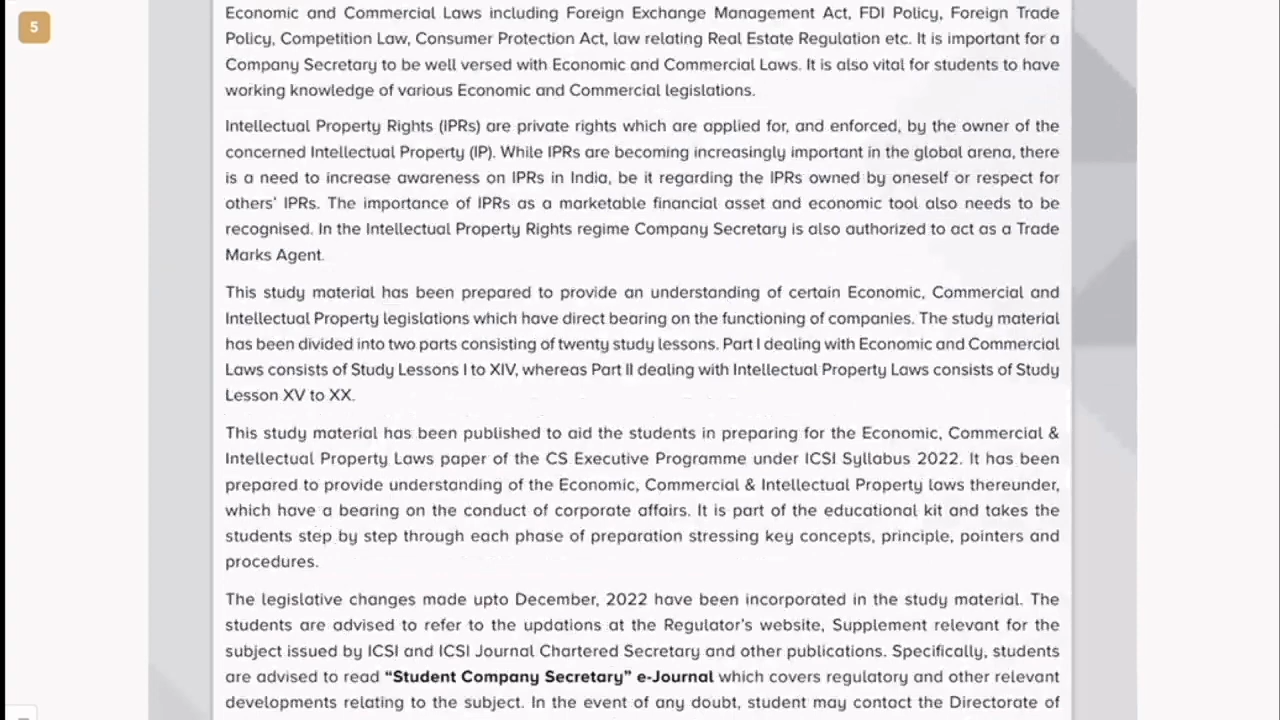 5
Economic and Commercial Laws including Foreign Exchange Management Act, FDI Policy, Foreign Trade
Policy, Competition Law, Consumer Protection Act, law relating Real Estate Regulation etc. It is important for a
Company Secretary to be well versed with Economic and Commercial Laws. It is also vital for students to have
working knowledge of various Economic and Commercial legislations.
Intellectual Property Rights (IPRs) are private rights which are applied for, and enforced, by the owner of the
concerned Intellectual Property (IP). While IPRs are becoming increasingly important in the global arena, there
is a need to increase awareness on IPRs in India, be it regarding the IPRs owned by oneself or respect for
others' IPRs. The importance of IPRs as a marketable financial asset and economic tool also needs to be
recognised. In the Intellectual Property Rights regime Company Secretary is also authorized to act as a Trade
Marks Agent.
This study material has been prepared to provide an understanding of certain Economic, Commercial and
Intellectual Property legislations which have direct bearing on the functioning of companies. The study material
has been divided into two parts consisting of twenty study lessons. Part I dealing with Economic and Commercial
Laws consists of Study Lessons I to XIV, whereas Part II dealing with Intellectual Property Laws consists of Study
Lesson XV to XX.
This study material has been published to aid the students in preparing for the Economic, Commercial &
Intellectual Property Laws paper of the CS Executive Programme under ICSI Syllabus 2022. It has been
prepared to provide understanding of the Economic, Commercial & Intellectual Property laws thereunder,
which have a bearing on the conduct of corporate affairs. It is part of the educational kit and takes the
students step by step through each phase of preparation stressing key concepts, principle, pointers and
procedures.
The legislative changes made upto December, 2022 have been incorporated in the study material. The
students are advised to refer to the updations at the Regulator's website, Supplement relevant for the
subject issued by ICSI and ICSI Journal Chartered Secretary and other publications. Specifically, students
are advised to read "Student Company Secretary" e-Journal which covers regulatory and other relevant
developments relating to the subject. In the event of any doubt, student may contact the Directorate of